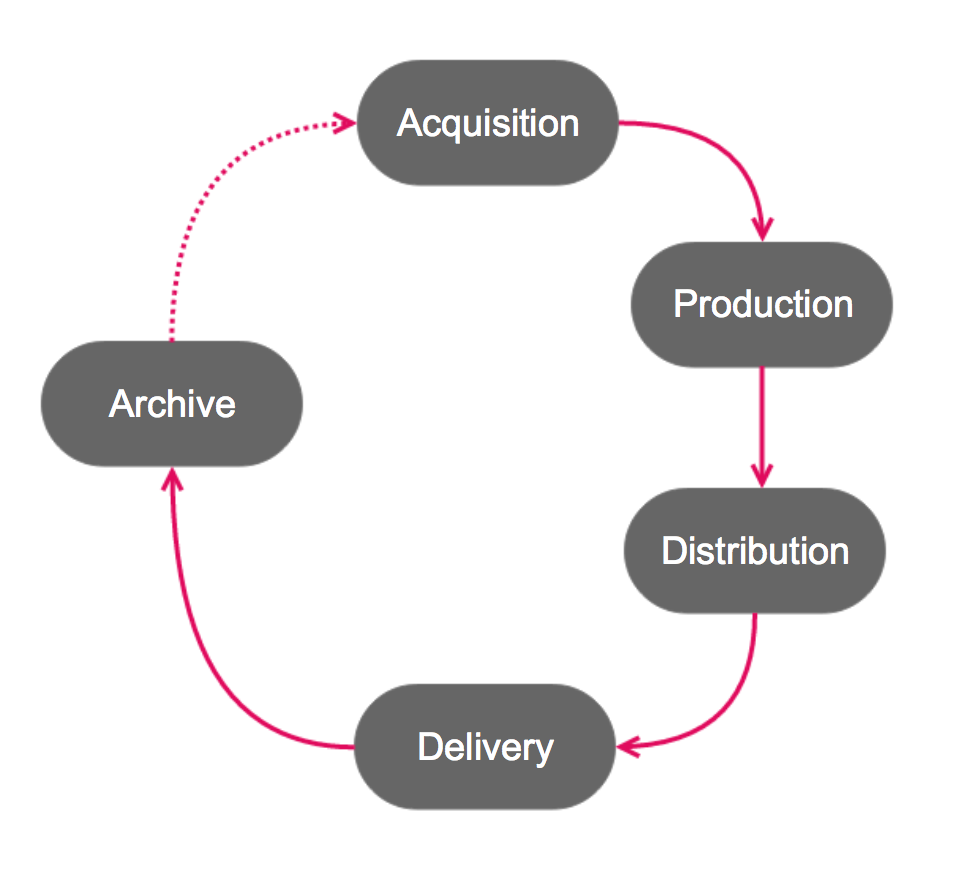 Acquisition
Production
Distribution
Delivery
Archive